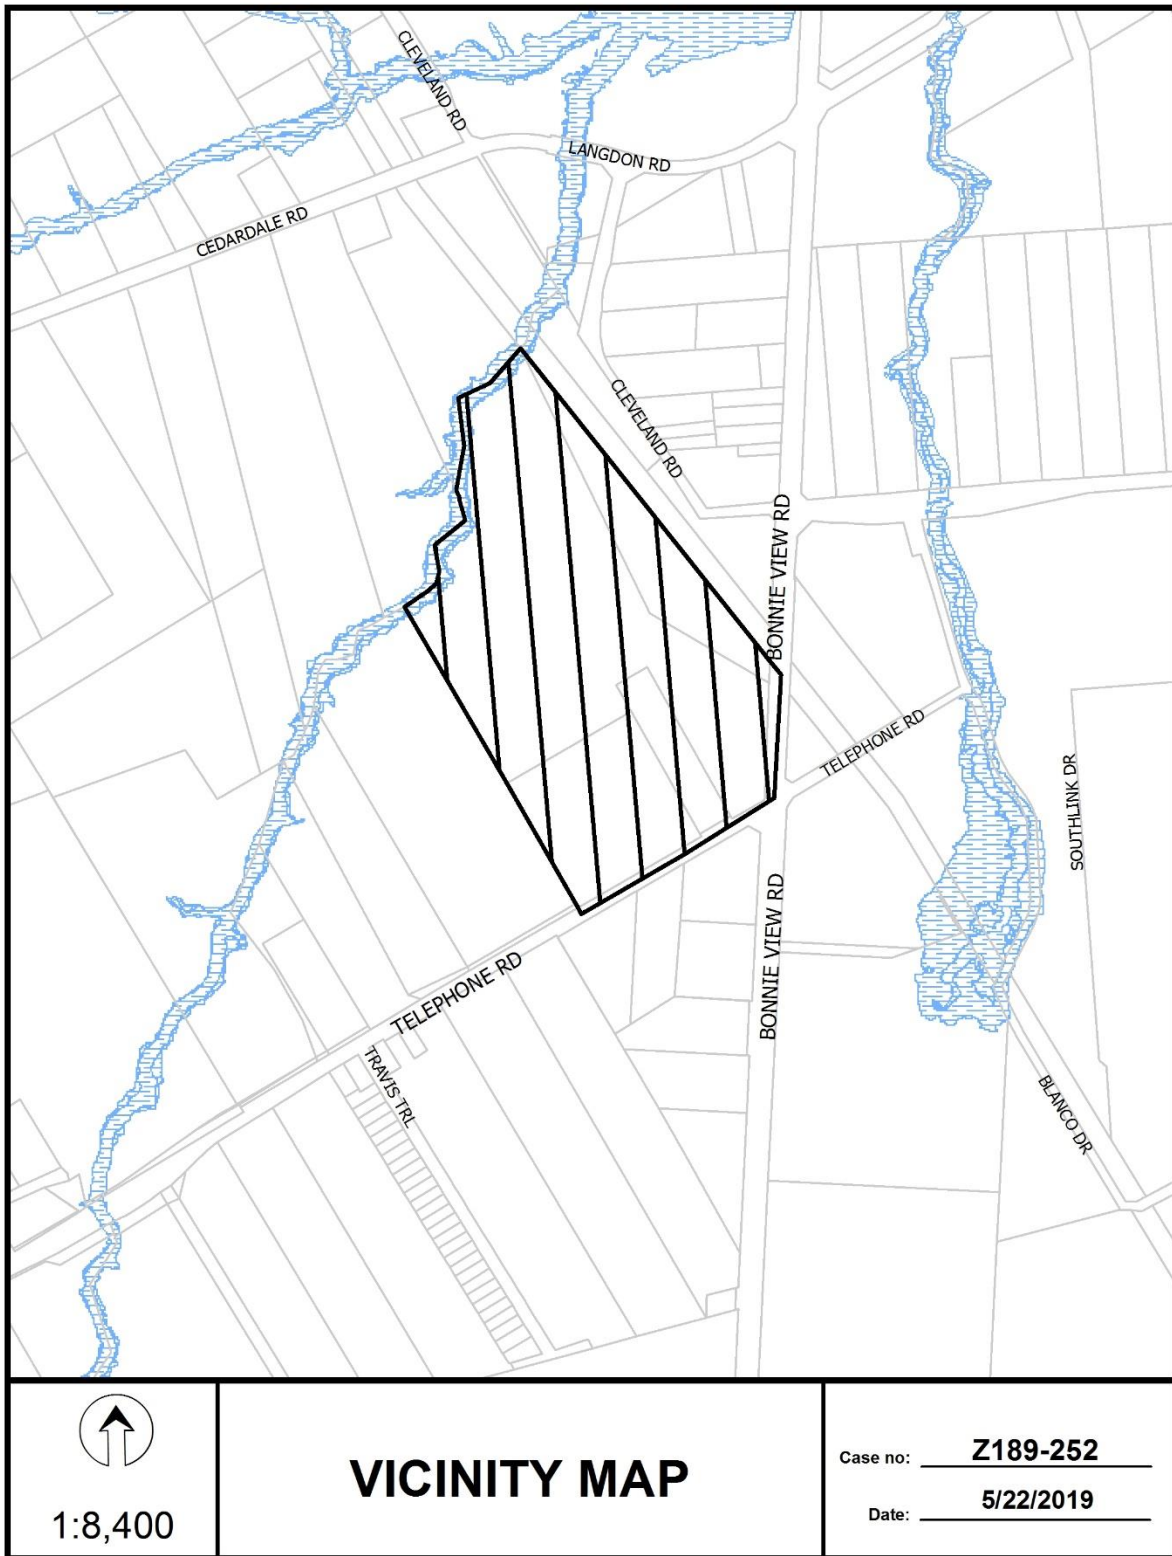 CLEVELAND RD
LANGDON RD
CEDARDALE RD
CLEVELAND RD
BONNIE VIEW RD
TELEPHONE RD
SOUTHLINK DR
BONNIE VIEW RD
TELEPHONE RD
TRAVIS TRL
BLANCO DR
1:8,400
VICINITY MAP
Case no: Z189-252
Date: 5/22/2019